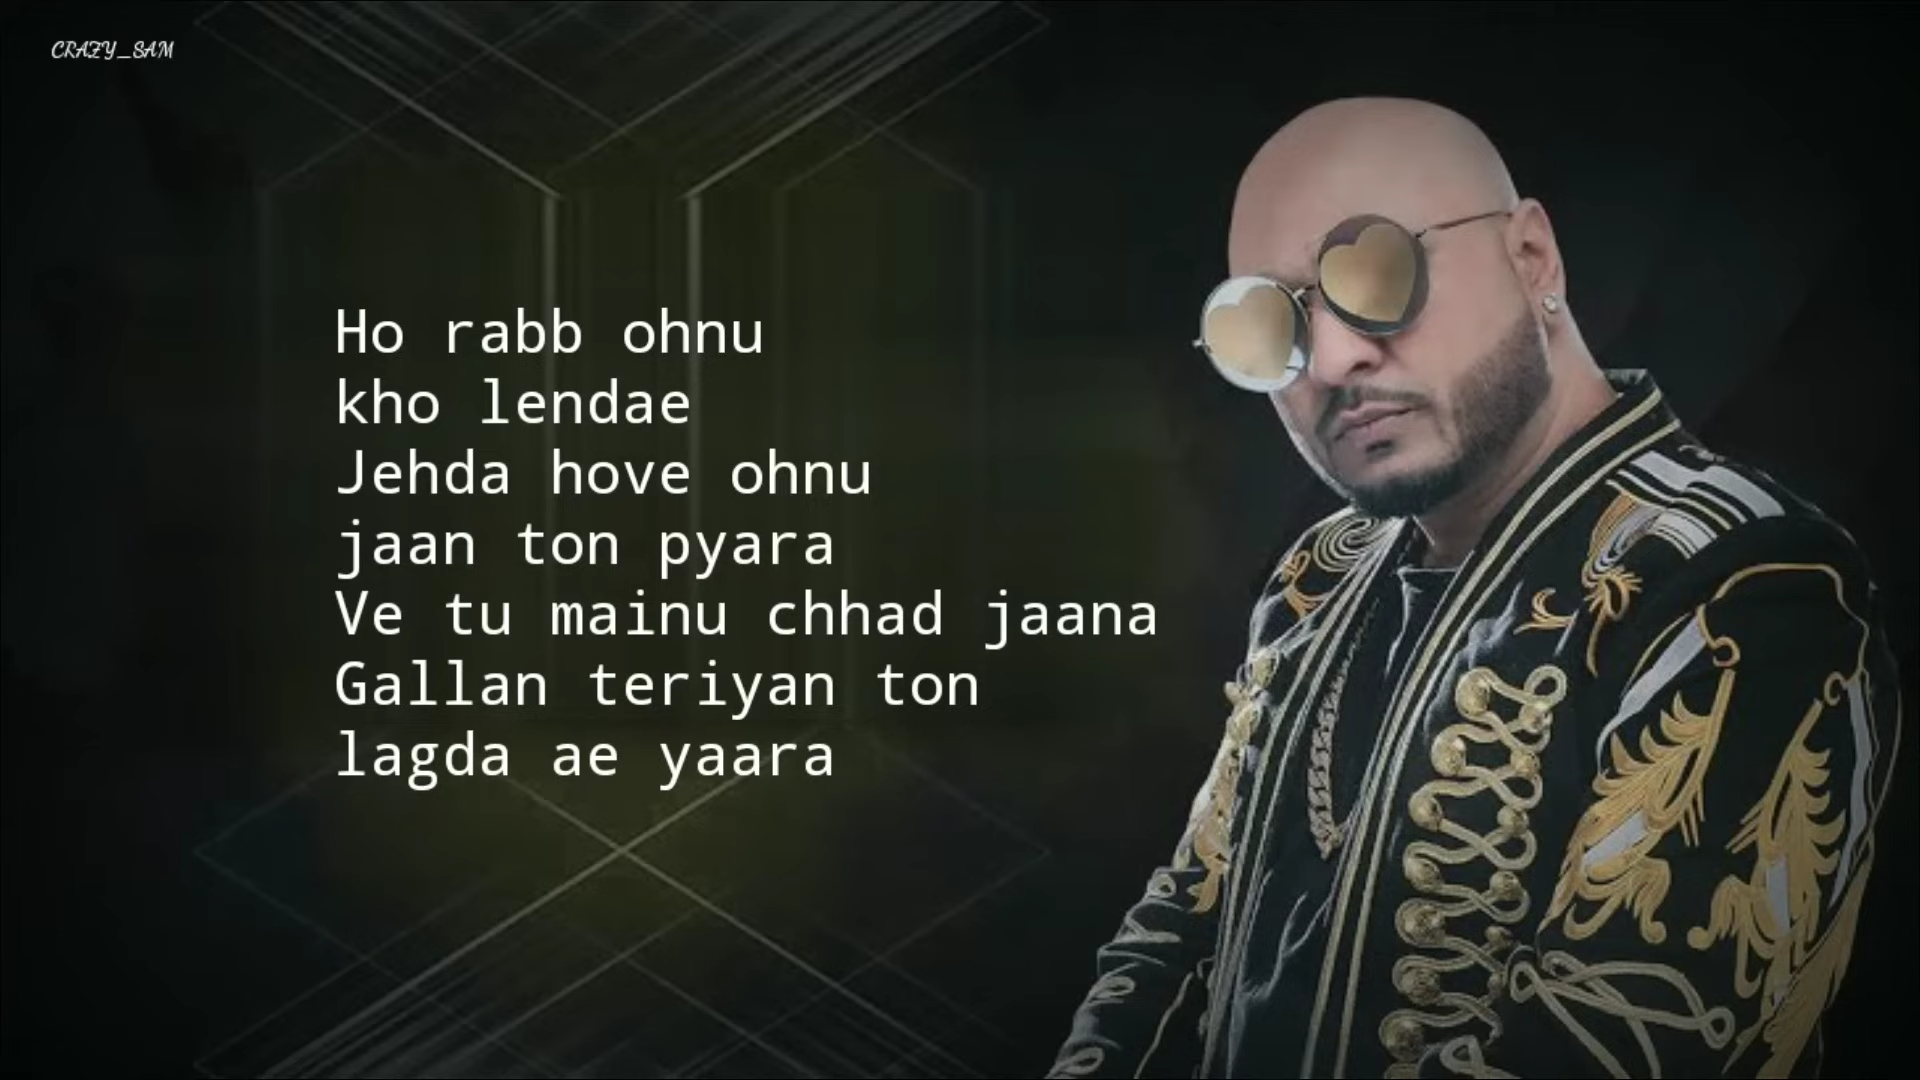 CRAZY_SAM
Ho rabb ohnu
kho lendae
Jehda hove ohnu
jaan ton pyara
Ve tu mainu chhad jaana
Gallan teriyan ton
lagda ae yaara